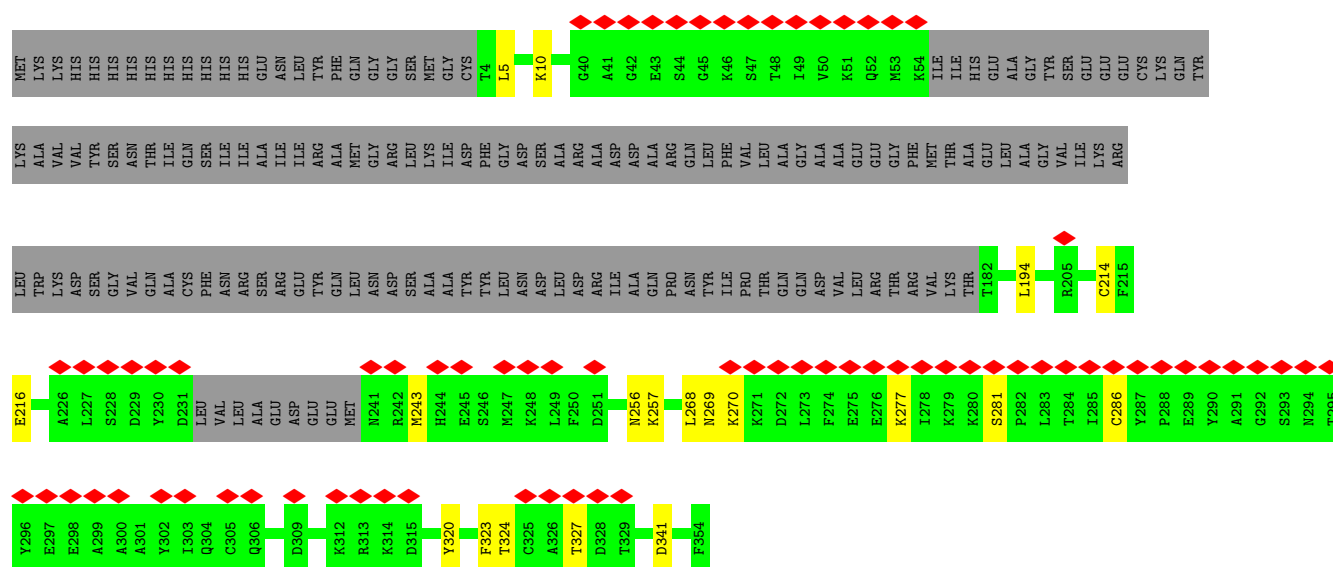 MET LYS LYS HIS HIS HIS HIS HIS HIS HIS HIS HIS HIS GLU ASN LEU TYR PHE GLN GLY GLY SER MET GLY CYS T4 L5 K10 G40 A41 G42 E43 S44 G45 K46 S47 T48 I49 V50 K51 Q52 M53 K54 ILE ILE HIS GLU ALA GLY TYR SER GLU GLU GLU CYS LYS GLN TYR
LYS ALA VAL VAL TYR SER ASN THR ILE GLN SER ILE ILE ALA ILE ILE ARG ALA MET GLY ARG LEU LYS ILE ASP PHE GLY ASP SER ALA ARG ALA ASP ASP ALA ARG GLN LEU PHE VAL LEU ALA GLY ALA ALA GLU GLU GLY PHE MET THR ALA GLU LEU ALA GLY VAL ILE LYS ARG
LEU TRP LYS ASP SER GLY VAL GLN ALA CYS PHE ASN ARG SER ARG GLU TYR GLN LEU ASN ASP SER ALA ALA TYR TYR LEU ASN ASP LEU ASP ARG ILE ALA GLN PRO ASN TYR ILE PRO THR GLN GLN ASP VAL LEU ARG THR ARG VAL LYS THR T182 L194 R205 C214 F215
E216 A226 L227 S228 D229 Y230 D231 LEU VAL LEU ALA GLU ASP GLU GLU MET N241 R242 M243 H244 E245 S246 M247 K248 L249 F250 D251 N256 K257 L268 N269 K270 K271 D272 L273 F274 E275 E276 K277 I278 K279 K280 S281 P282 L283 T284 I285 C286 Y287 P288 E289 Y290 A291 G292 S293 N294 T295
Y296 E297 E298 A299 A300 A301 Y302 I303 Q304 C305 Q306 D309 K312 R313 K314 D315 Y320 F323 T324 C325 A326 T327 D328 T329 D341 F354